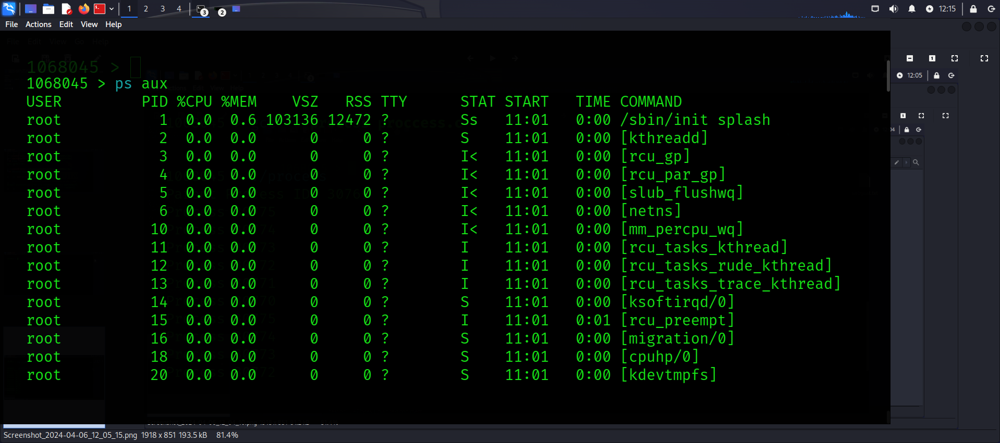 1 2 3 4 3 2 12:15
File Actions Edit View Help
File Edit View Go Help
1068045 >
12:05
1068045 > ps aux
USER PID %CPU %MEM VSZ RSS TTY STAT START TIME COMMAND
root 1 0.0 0.6 103136 12472 ? Ss 11:01 0:00 /sbin/init splash
root 2 0.0 0.0 0 0 ? S 11:01 0:00 [kthreadd]
root 3 0.0 0.0 0 0 ? I< 11:01 0:00 [rcu_gp]
root 4 0.0 0.0 0 0 ? I< 11:01 0:00 [rcu_par_gp]
root 5 0.0 0.0 0 0 ? I< 11:01 0:00 [slub_flushwq]
root 6 0.0 0.0 0 0 ? I< 11:01 0:00 [netns]
root 10 0.0 0.0 0 0 ? I< 11:01 0:00 [mm_percpu_wq]
root 11 0.0 0.0 0 0 ? I 11:01 0:00 [rcu_tasks_kthread]
root 12 0.0 0.0 0 0 ? I 11:01 0:00 [rcu_tasks_rude_kthread]
root 13 0.0 0.0 0 0 ? I 11:01 0:00 [rcu_tasks_trace_kthread]
root 14 0.0 0.0 0 0 ? S 11:01 0:00 [ksoftirqd/0]
root 15 0.0 0.0 0 0 ? I 11:01 0:01 [rcu_preempt]
root 16 0.0 0.0 0 0 ? S 11:01 0:00 [migration/0]
root 18 0.0 0.0 0 0 ? S 11:01 0:00 [cpuhp/0]
root 20 0.0 0.0 0 0 ? S 11:01 0:00 [kdevtmpfs]
Screenshot_2024-04-06_12_05_15.png 1918 x 851 193.5 kB 81.4%